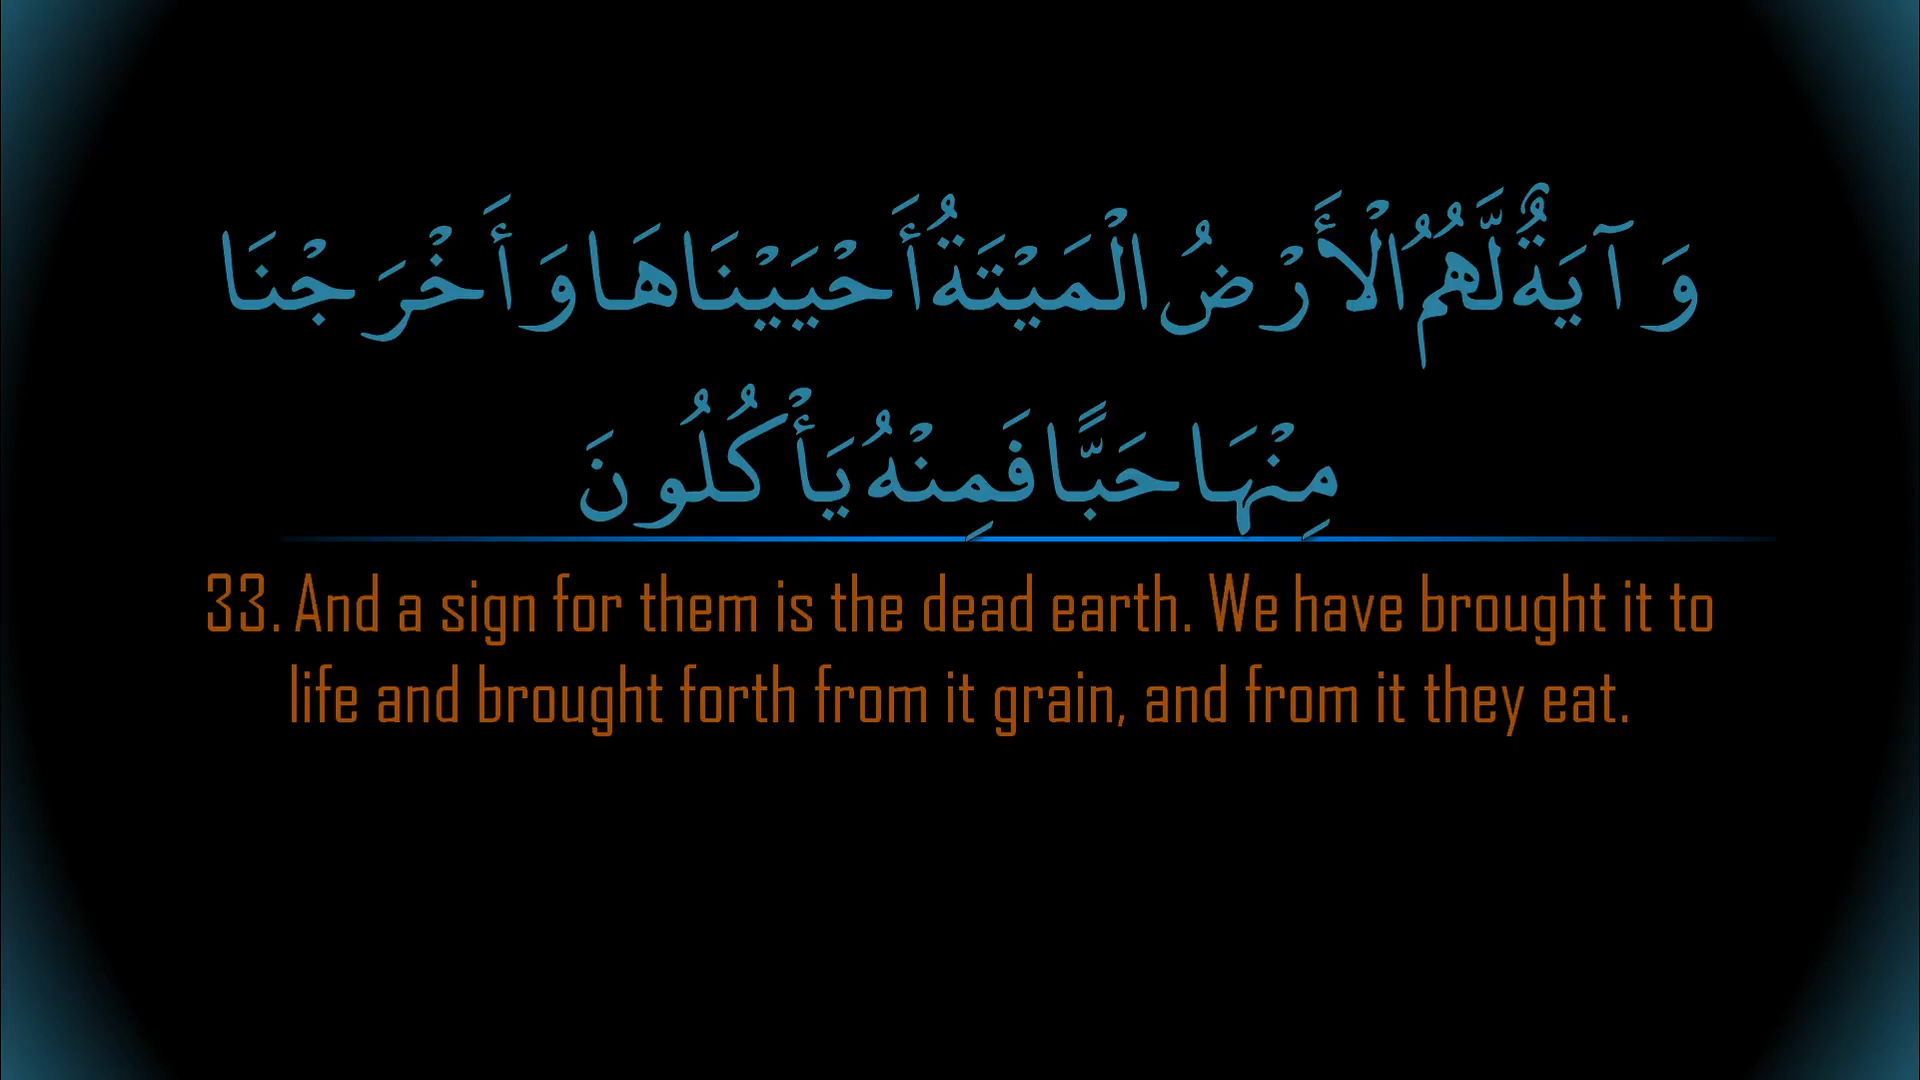 وَآيَةٌ لَّهُمُ الْأَرْضُ الْمَيْتَةُ أَحْيَيْنَاهَا وَأَخْرَجْنَا
مِنْهَا حَبًّا فَمِنْهُ يَأْكُلُونَ
33. And a sign for them is the dead earth. We have brought it to
life and brought forth from it grain, and from it they eat.